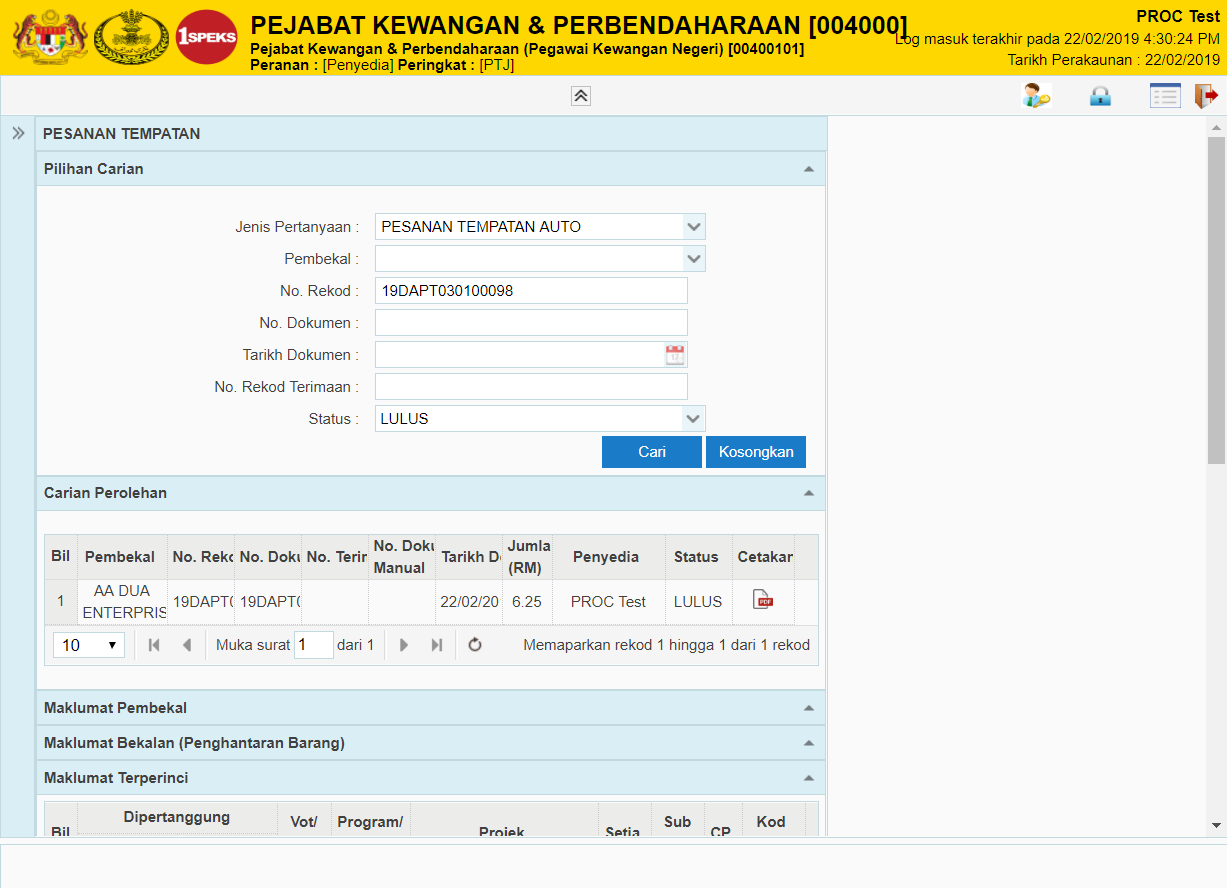 1SPEKS
PEJABAT KEWANGAN & PERBENDAHARAAN [004000]
Pejabat Kewangan & Perbendaharaan (Pegawai Kewangan Negeri) [00400101]
Peranan : [Penyedia] Peringkat : [PTJ]
PROC Test
Log masuk terakhir pada 22/02/2019 4:30:24 PM
Tarikh Perakaunan : 22/02/2019
PESANAN TEMPATAN
Pilihan Carian
Jenis Pertanyaan : PESANAN TEMPATAN AUTO
Pembekal :
No. Rekod : 19DAPT030100098
No. Dokumen :
Tarikh Dokumen :
No. Rekod Terimaan :
Status : LULUS
Cari Kosongkan
Carian Perolehan
Bil Pembekal No. Reko No. Doku No. Terin No. Doku Manual Tarikh Do Jumla (RM) Penyedia Status Cetakan
1 AA DUA ENTERPRIS 19DAPT0 19DAPT0 22/02/20 6.25 PROC Test LULUS PDF
10 Muka surat 1 dari 1 Memaparkan rekod 1 hingga 1 dari 1 rekod
Maklumat Pembekal
Maklumat Bekalan (Penghantaran Barang)
Maklumat Terperinci
Bil Dipertanggung Vot/ Program/ Projek Setia Sub CP Kod